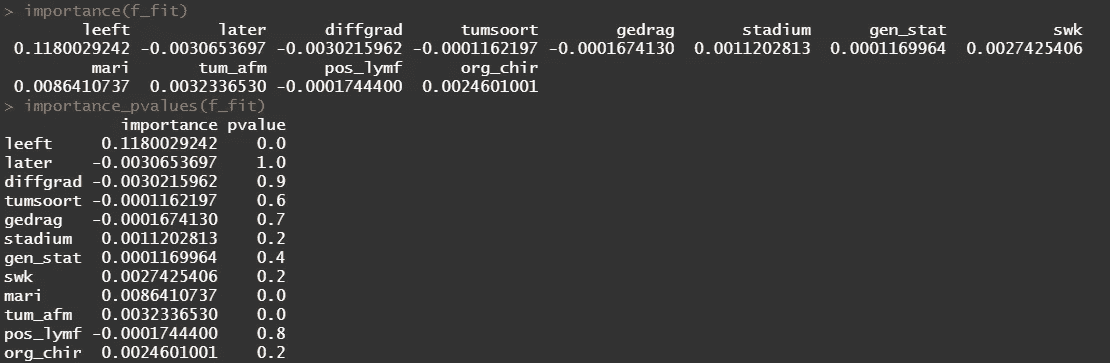 > importance(f_fit)
leeft later diffgrad tumsoort gedrag stadium gen_stat swk
0.1180029242 -0.0030653697 -0.0030215962 -0.0001162197 -0.0001674130 0.0011202813 0.0001169964 0.0027425406
mari tum_afm pos_lymf org_chir
0.0086410737 0.0032336530 -0.0001744400 0.0024601001
> importance_pvalues(f_fit)
importance pvalue
leeft 0.1180029242 0.0
later -0.0030653697 1.0
diffgrad -0.0030215962 0.9
tumsoort -0.0001162197 0.6
gedrag -0.0001674130 0.7
stadium 0.0011202813 0.2
gen_stat 0.0001169964 0.4
swk 0.0027425406 0.2
mari 0.0086410737 0.0
tum_afm 0.0032336530 0.0
pos_lymf -0.0001744400 0.8
org_chir 0.0024601001 0.2